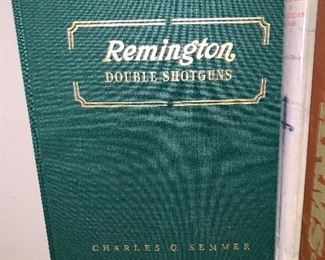 Remington
DOUBLE SHOTGUNS
CHARLES G. SEMMER